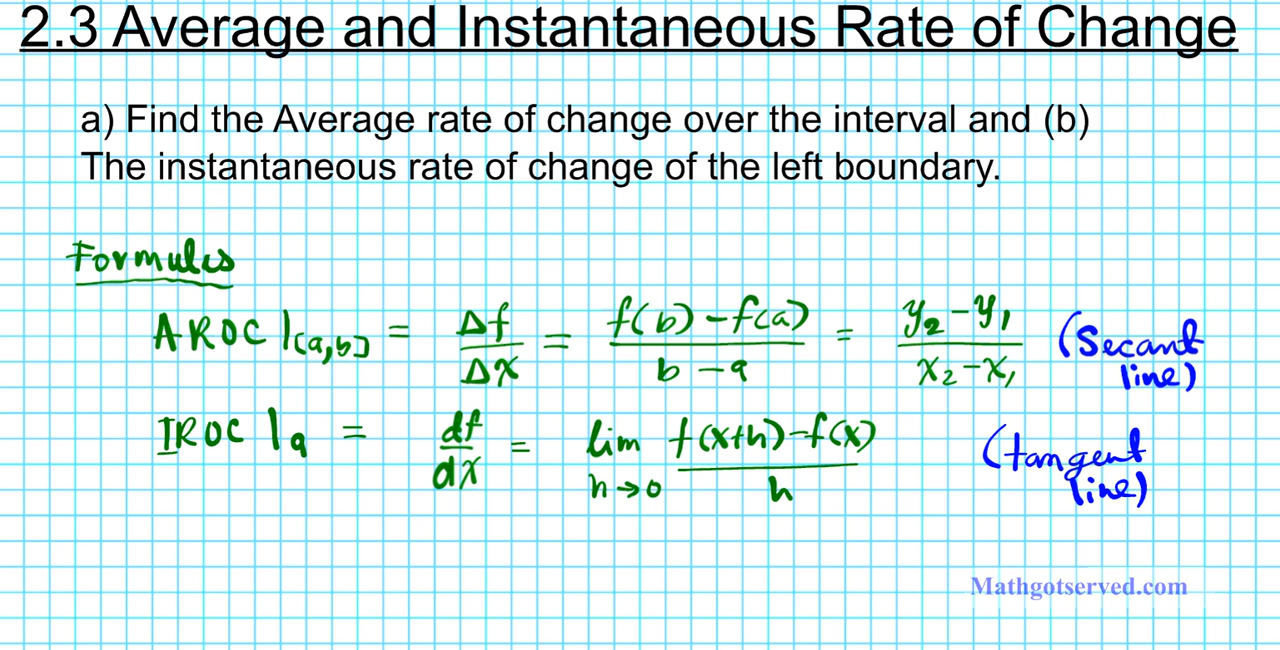 2.3 Average and Instantaneous Rate of Change
a) Find the Average rate of change over the interval and (b)
The instantaneous rate of change of the left boundary.
Formulas
AROC |[a,b] = Δf/Δx = f(b)-f(a)/b-a = y₂-y₁/x₂-x₁ (Secant line)
IROC |a = df/dx = lim h→0 f(x+h)-f(x)/h (tangent line)
Mathgotserved.com